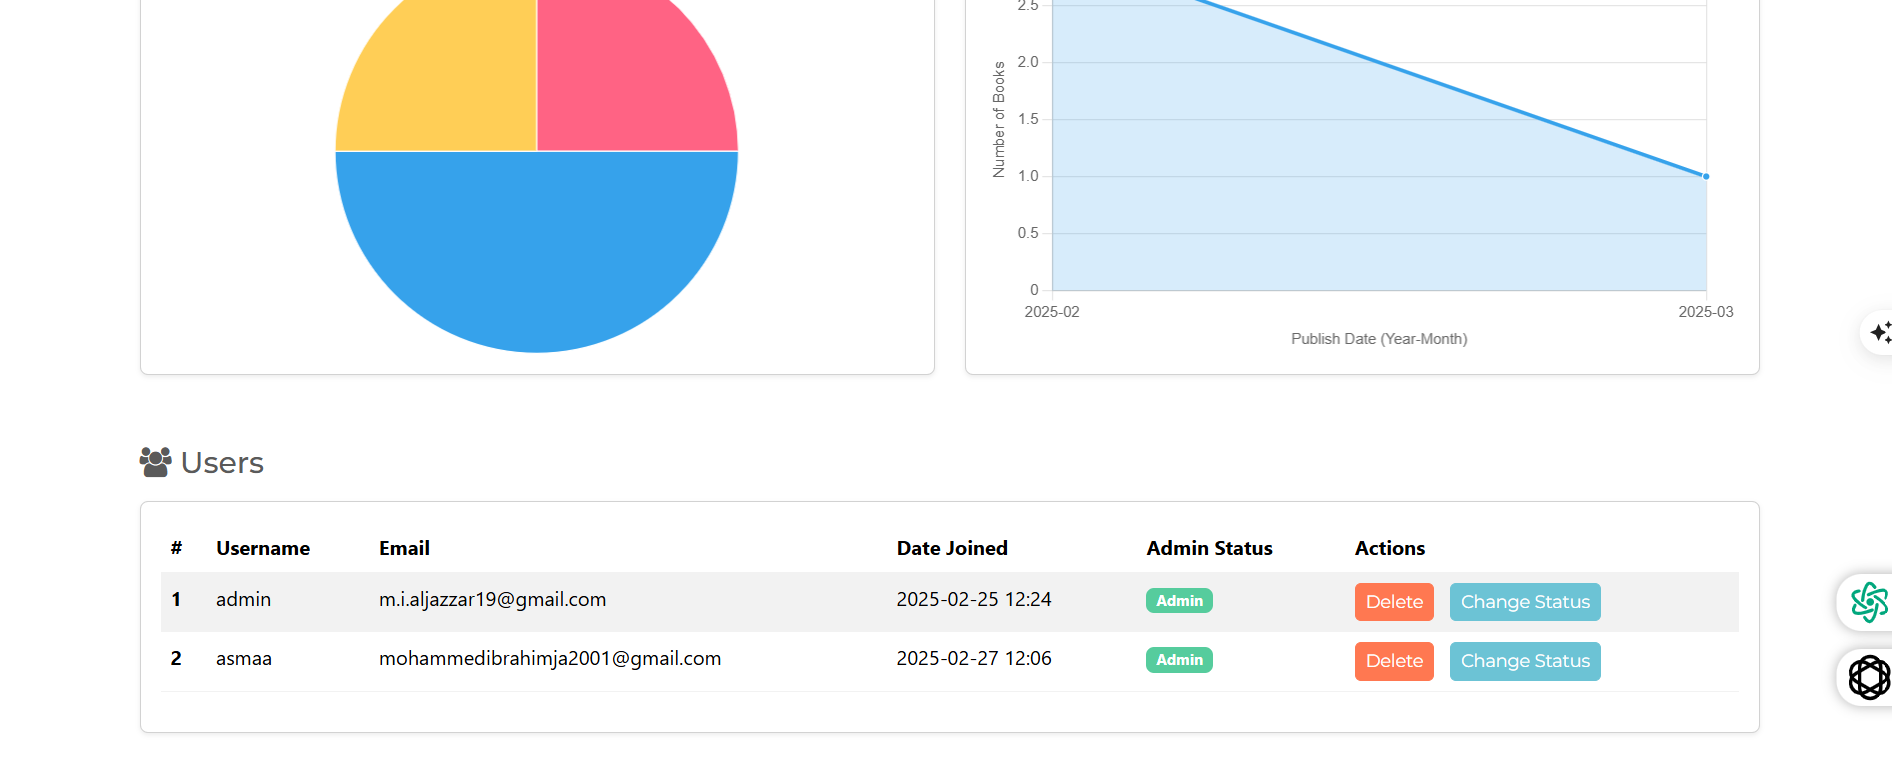 2.5
2.0
1.5
1.0
0.5
0
Number of Books
2025-02 2025-03
Publish Date (Year-Month)
Users
# Username Email Date Joined Admin Status Actions
1 admin m.i.aljazzar19@gmail.com 2025-02-25 12:24 Admin Delete Change Status
2 asmaa mohammedibrahimja2001@gmail.com 2025-02-27 12:06 Admin Delete Change Status